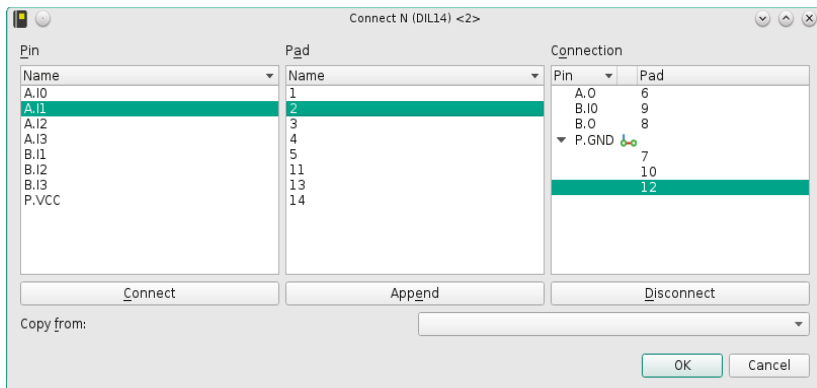 Connect N (DIL14) <2>
Pin
Pad
Connection
Name
A.I0
A.I1
A.I2
A.I3
B.I1
B.I2
B.I3
P.VCC
Name
1
2
3
4
5
11
13
14
Pin Pad
A.O 6
B.I0 9
B.O 8
P.GND
7
10
12
Connect
Append
Disconnect
Copy from:
OK
Cancel